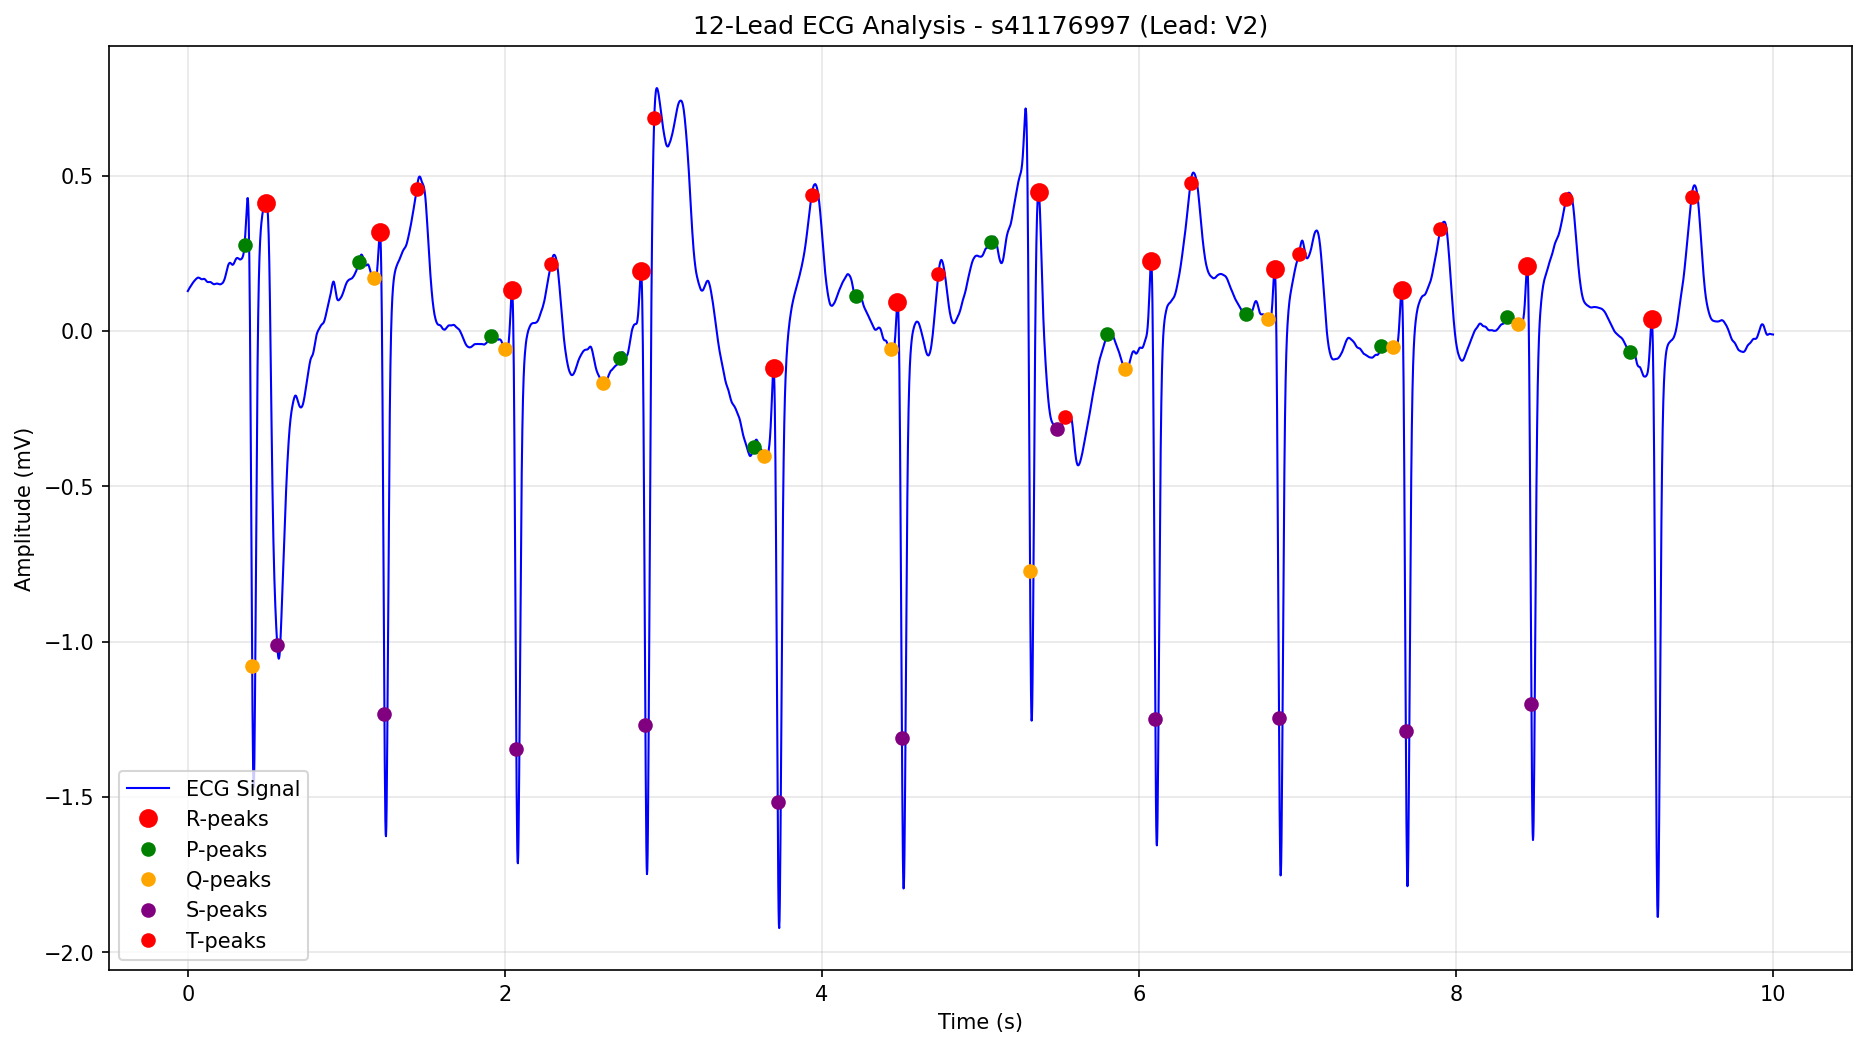 12-Lead ECG Analysis - s41176997 (Lead: V2)
Amplitude (mV)
0.5
0.0
−0.5
−1.0
−1.5
−2.0
ECG Signal
R-peaks
P-peaks
Q-peaks
S-peaks
T-peaks
0 2 4 6 8 10
Time (s)